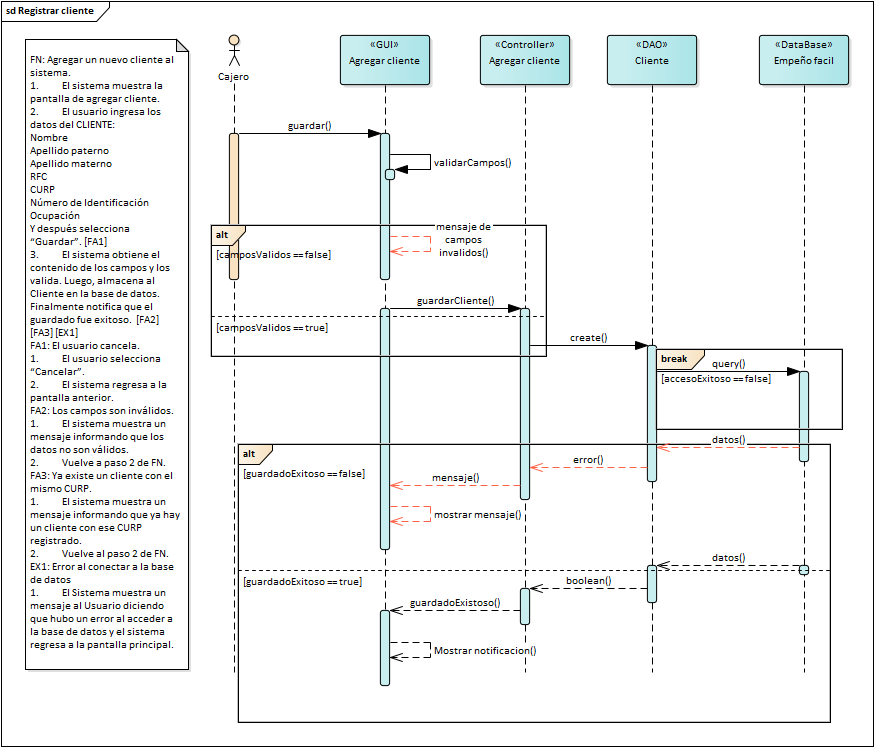 sd Registrar cliente
FN: Agregar un nuevo cliente al
sistema.
1. El sistema muestra la
pantalla de agregar cliente.
2. El usuario ingresa los
datos del CLIENTE:
Nombre
Apellido paterno
Apellido materno
RFC
CURP
Número de Identificación
Ocupación
Y después selecciona
“Guardar”. [FA1]
3. El sistema obtiene el
contenido de los campos y los
valida. Luego, almacena al
Cliente en la base de datos.
Finalmente notifica que el
guardado fue exitoso. [FA2]
[FA3] [EX1]
FA1: El usuario cancela.
1. El usuario selecciona
“Cancelar”.
2. El sistema regresa a la
pantalla anterior.
FA2: Los campos son inválidos.
1. El sistema muestra un
mensaje informando que los
datos no son válidos.
2. Vuelve a paso 2 de FN.
FA3: Ya existe un cliente con el
mismo CURP.
1. El sistema muestra un
mensaje informando que ya hay
un cliente con ese CURP
registrado.
2. Vuelve al paso 2 de FN.
EX1: Error al conectar a la base
de datos
1. El Sistema muestra un
mensaje al Usuario diciendo
que hubo un error al acceder a
la base de datos y el sistema
regresa a la pantalla principal.
Cajero
«GUI»
Agregar cliente
«Controller»
Agregar cliente
«DAO»
Cliente
«DataBase»
Empeño facil
guardar()
validarCampos()
alt
[camposValidos ==false]
mensaje de
campos
invalidos()
guardarCliente()
[camposValidos ==true]
create()
break
query()
[accesoExitoso ==false]
datos()
alt
[guardadoExitoso ==false]
error()
mensaje()
mostrar mensaje()
datos()
[guardadoExitoso ==true]
boolean()
guardadoExistoso()
Mostrar notificacion()